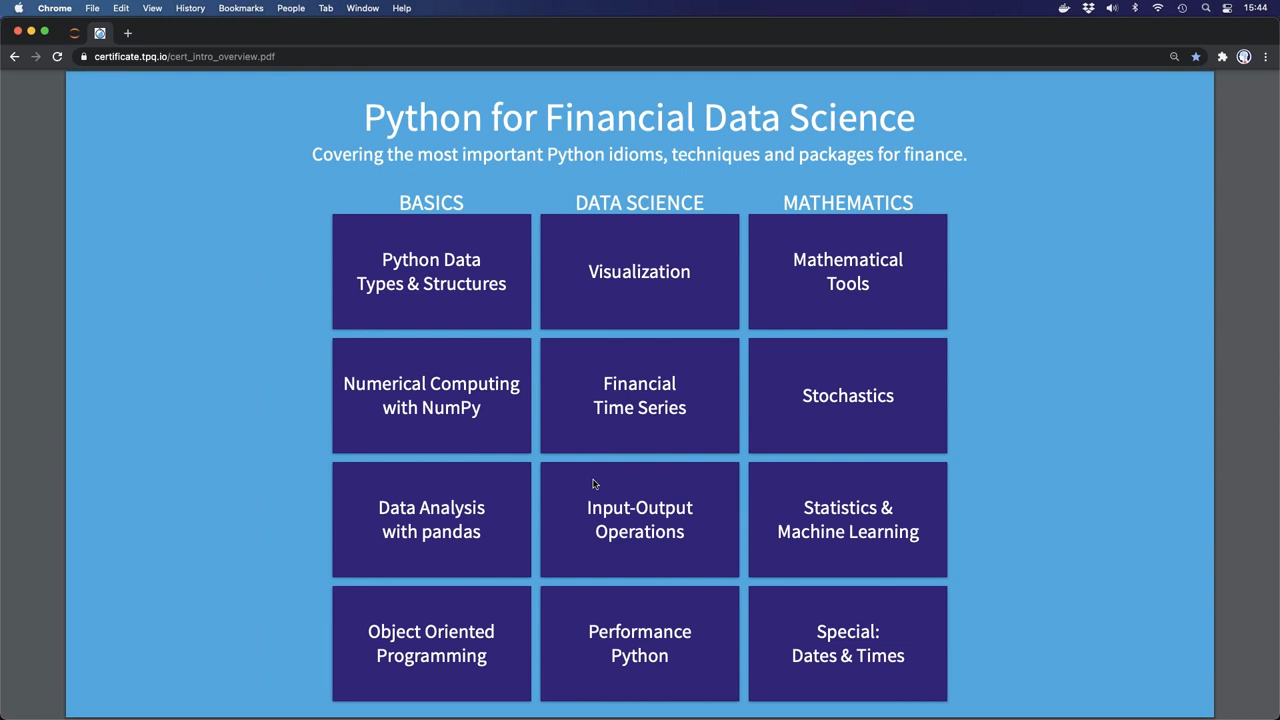 Chrome File Edit View History Bookmarks People Tab Window Help 15:44
certificate.tpq.io/cert_intro_overview.pdf
Python for Financial Data Science
Covering the most important Python idioms, techniques and packages for finance.
BASICS
Python Data
Types & Structures
Numerical Computing
with NumPy
Data Analysis
with pandas
Object Oriented
Programming
DATA SCIENCE
Visualization
Financial
Time Series
Input-Output
Operations
Performance
Python
MATHEMATICS
Mathematical
Tools
Stochastics
Statistics &
Machine Learning
Special:
Dates & Times